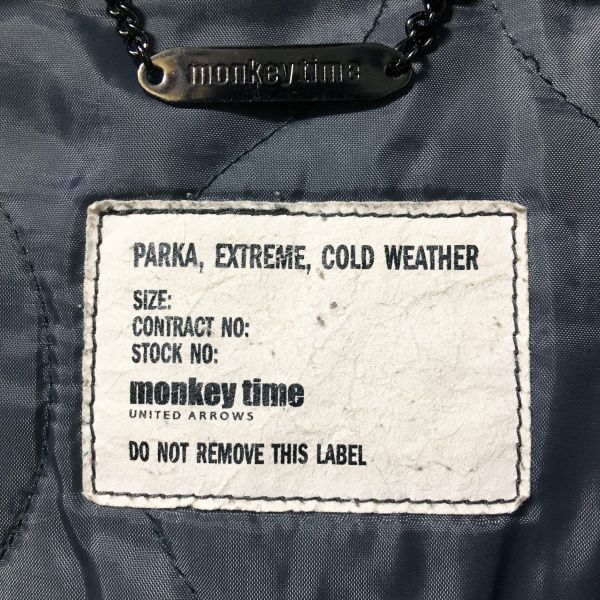 monkey time
PARKA, EXTREME, COLD WEATHER
SIZE:
CONTRACT NO:
STOCK NO:
monkey time
UNITED ARROWS
DO NOT REMOVE THIS LABEL